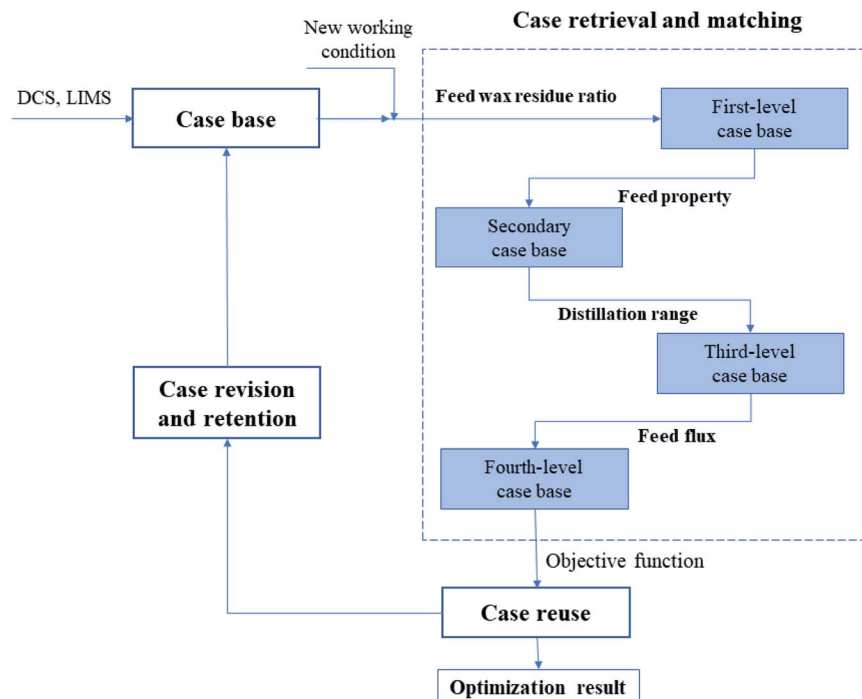 Case retrieval and matching
New working
condition
DCS, LIMS
Case base
Feed wax residue ratio
First-level
case base
Feed property
Secondary
case base
Distillation range
Third-level
case base
Case revision
and retention
Feed flux
Fourth-level
case base
Objective function
Case reuse
Optimization result